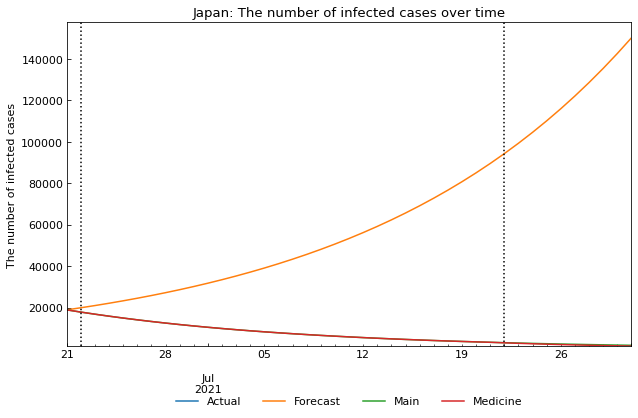 Japan: The number of infected cases over time
The number of infected cases
140000
120000
100000
80000
60000
40000
20000
21 28 05 12 19 26
Jul
2021
Actual Forecast Main Medicine